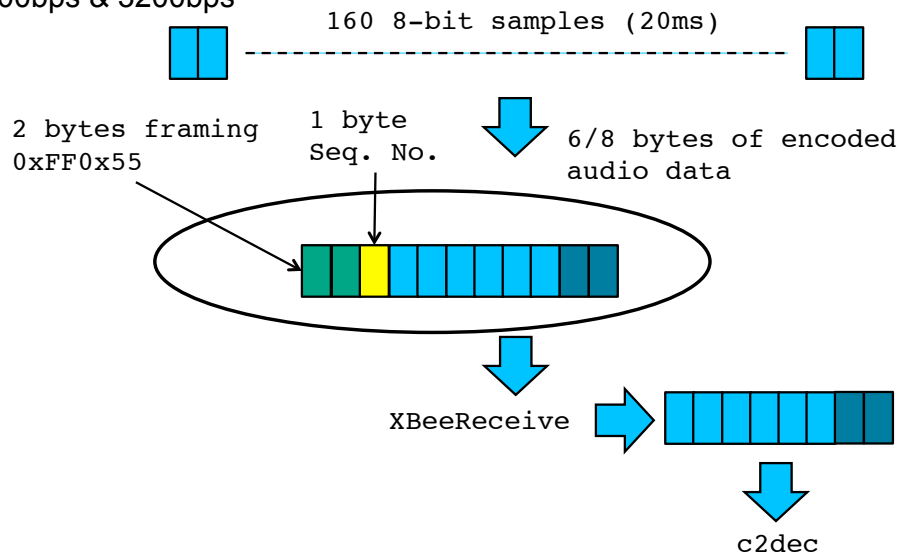 & 3200bps
160 8-bit samples (20ms)
2 bytes framing
0xFF0x55
1 byte
Seq. No.
6/8 bytes of encoded
audio data
XBeeReceive
c2dec